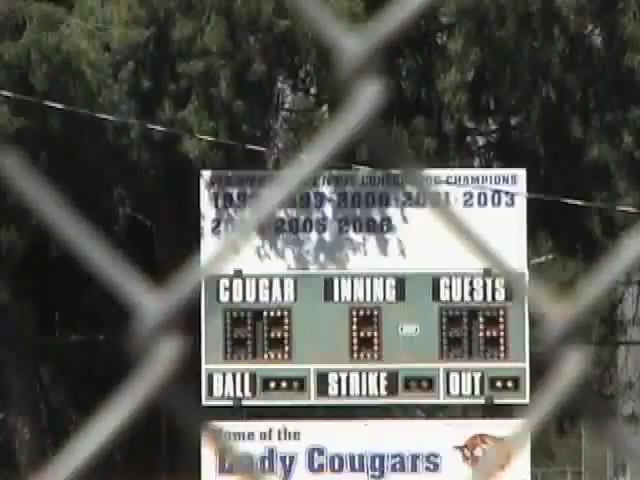 CHAMPIONS
2000 2003
2005 2006
COUGAR INNING GUESTS
BALL STRIKE OUT
Home of the
Lady Cougars